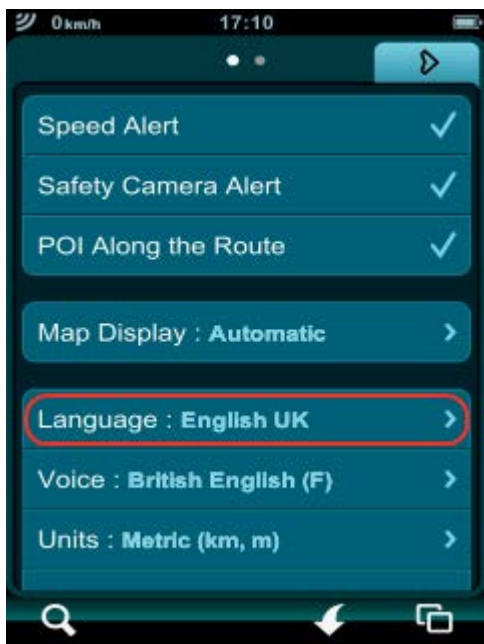 0 km/h 17:10
Speed Alert
Safety Camera Alert
POI Along the Route
Map Display : Automatic
Language : English UK
Voice : British English (F)
Units : Metric (km, m)